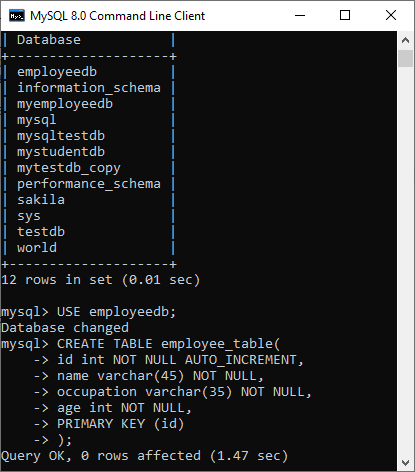 MySQL 8.0 Command Line Client
| Database           |
+--------------------+
| employeedb         |
| information_schema |
| myemployeedb       |
| mysql              |
| mysqltestdb        |
| mystudentdb        |
| mytestdb_copy      |
| performance_schema |
| sakila             |
| sys                |
| testdb             |
| world              |
+--------------------+
12 rows in set (0.01 sec)
mysql> USE employeedb;
Database changed
mysql> CREATE TABLE employee_table(
    -> id int NOT NULL AUTO_INCREMENT,
    -> name varchar(45) NOT NULL,
    -> occupation varchar(35) NOT NULL,
    -> age int NOT NULL,
    -> PRIMARY KEY (id)
    -> );
Query OK, 0 rows affected (1.47 sec)